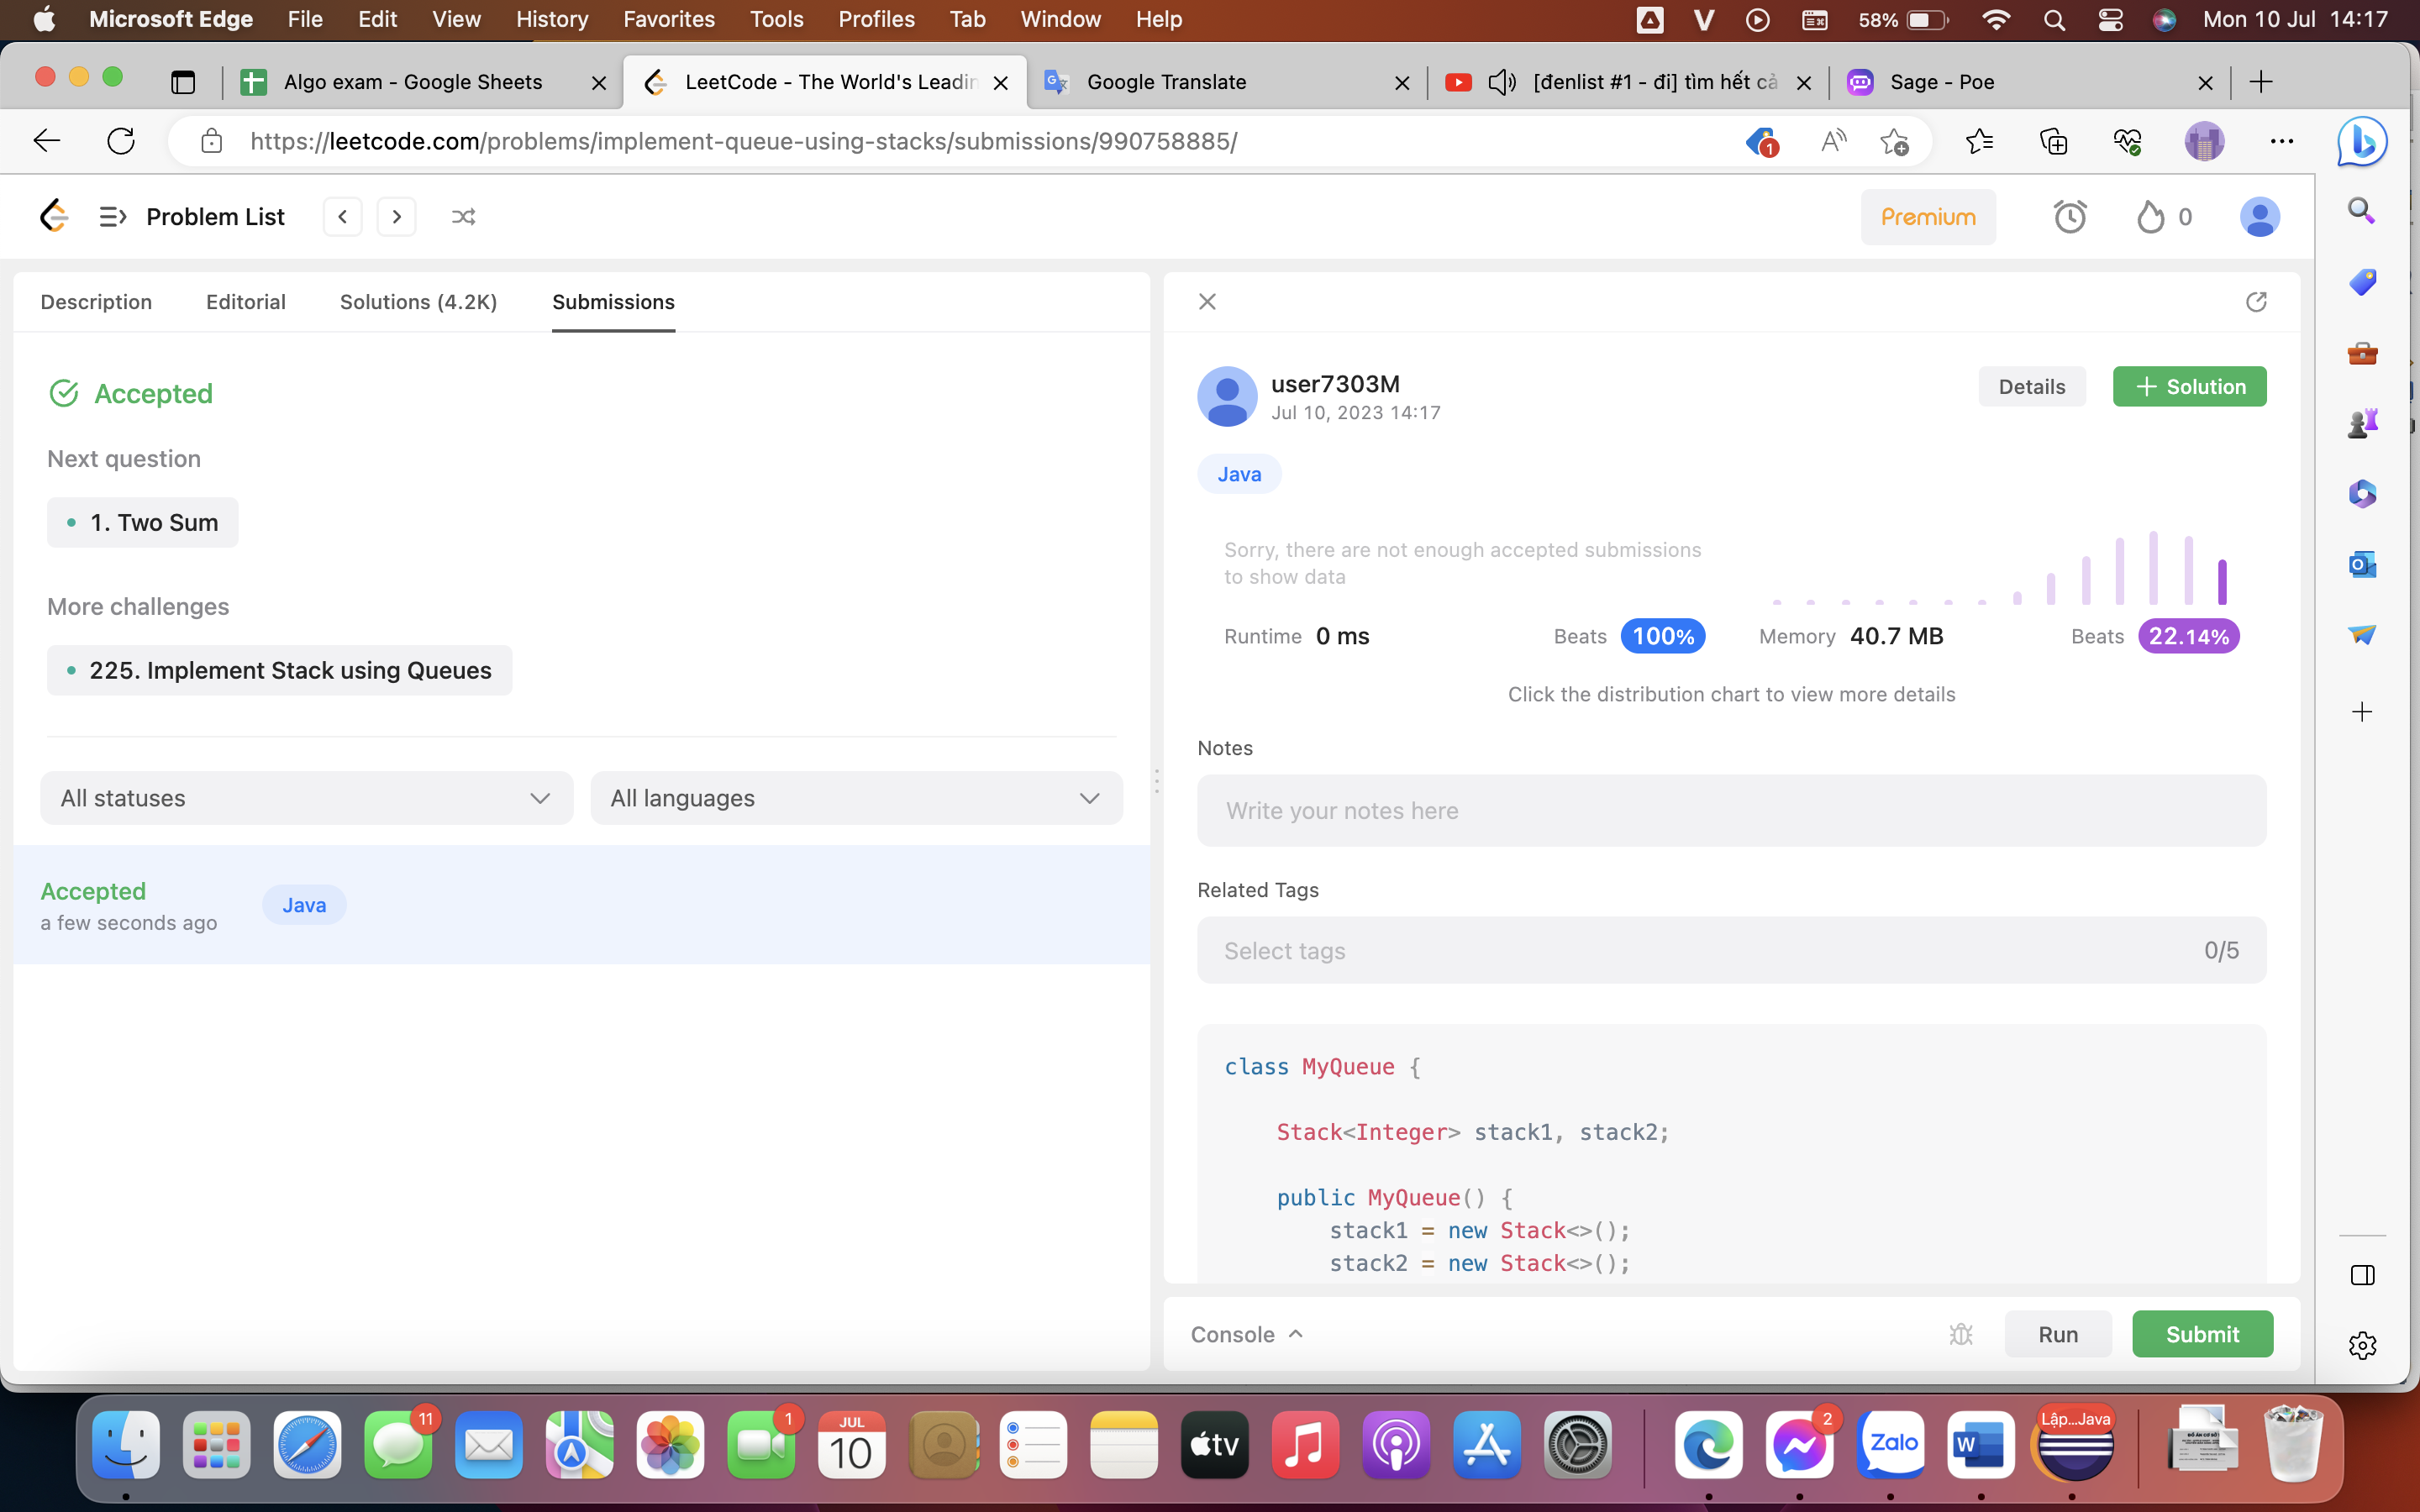 Microsoft Edge File Edit View History Favorites Tools Profiles Tab Window Help 58% Mon 10 Jul 14:17
Algo exam - Google Sheets LeetCode - The World's Leadin Google Translate [đenlist #1 - đi] tìm hết cả Sage - Poe
https://leetcode.com/problems/implement-queue-using-stacks/submissions/990758885/ 1
Problem List Premium 0
Description Editorial Solutions (4.2K) Submissions
Accepted
Next question
1. Two Sum
More challenges
225. Implement Stack using Queues
All statuses All languages
Accepted
a few seconds ago
Java
user7303M
Jul 10, 2023 14:17
Details Solution
Java
Sorry, there are not enough accepted submissions
to show data
Runtime 0 ms Beats 100% Memory 40.7 MB Beats 22.14%
Click the distribution chart to view more details
Notes
Write your notes here
Related Tags
Select tags 0/5
class MyQueue {
Stack<Integer> stack1, stack2;
public MyQueue() {
stack1 = new Stack<>();
stack2 = new Stack<>();
Console Run Submit
11 1 JUL 10 tv 2 Zalo W Lập...Java